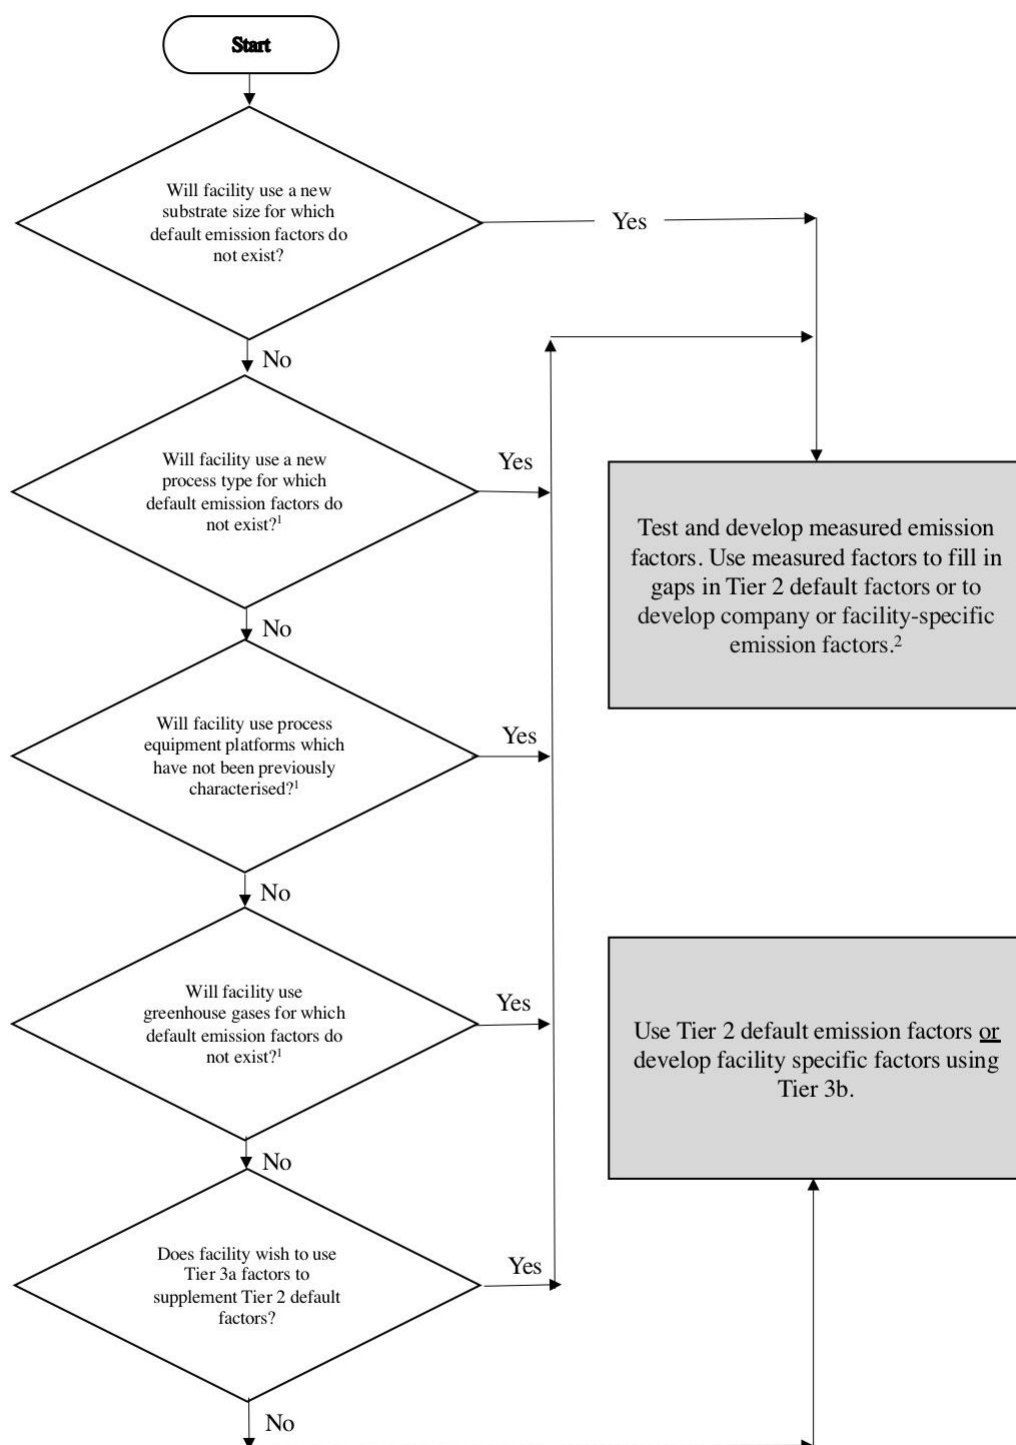 Start
Will facility use a new
substrate size for which
default emission factors do
not exist?
Yes
No
Will facility use a new
process type for which
default emission factors do
not exist?¹
Yes
Test and develop measured emission
factors. Use measured factors to fill in
gaps in Tier 2 default factors or to
develop company or facility-specific
emission factors.²
No
Will facility use process
equipment platforms which
have not been previously
characterised?¹
Yes
No
Will facility use
greenhouse gases for which
default emission factors do
not exist?¹
Yes
Use Tier 2 default emission factors or
develop facility specific factors using
Tier 3b.
No
Does facility wish to use
Tier 3a factors to
supplement Tier 2 default
factors?
Yes
No